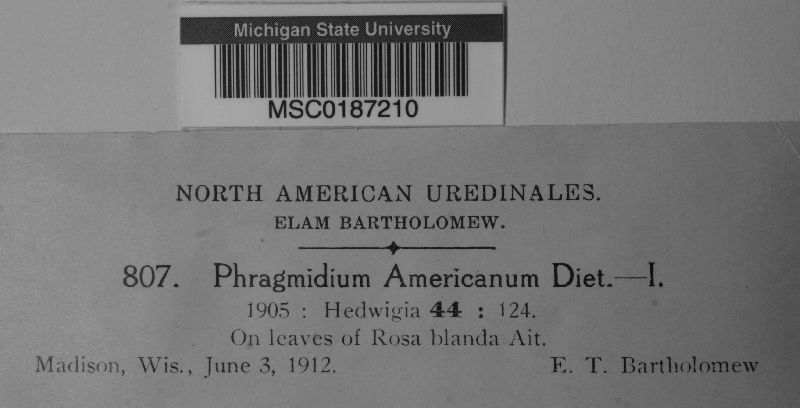 Michigan State University
MSC0187210
NORTH AMERICAN UREDINALES.
ELAM BARTHOLOMEW.
807. Phragmidium Americanum Diet.—I.
1905 : Hedwigia 44 : 124.
On leaves of Rosa blanda Ait.
Madison, Wis., June 3, 1912. E. T. Bartholomew